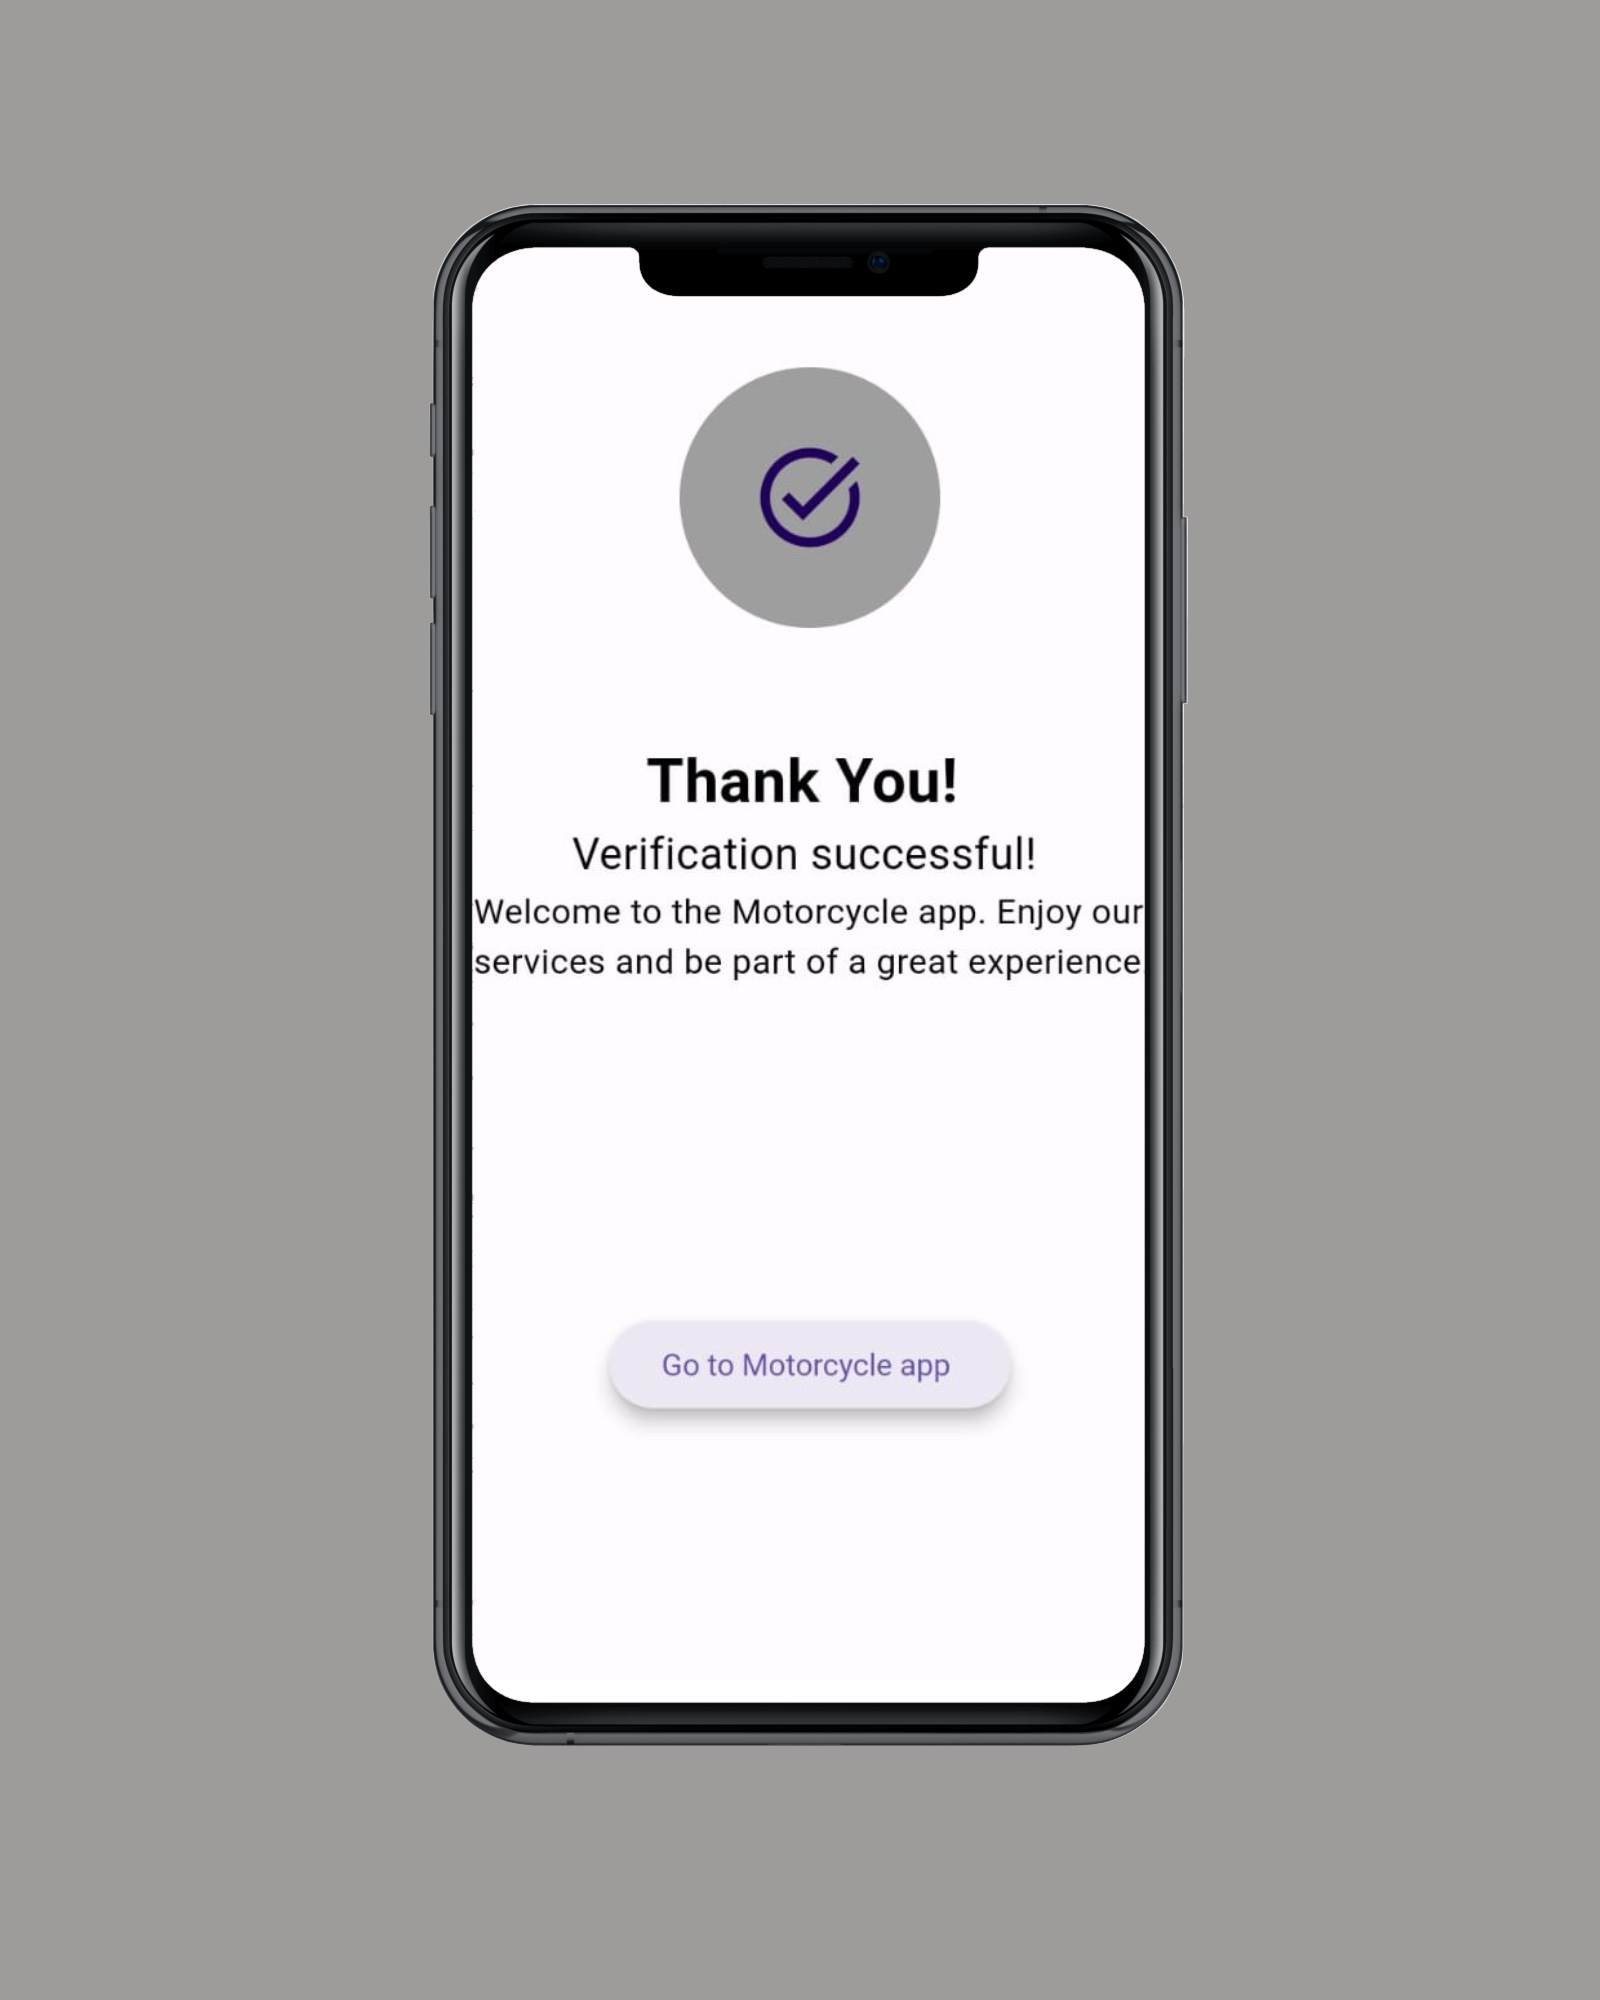 Thank You!
Verification successful!
Welcome to the Motorcycle app. Enjoy our
services and be part of a great experience.
Go to Motorcycle app